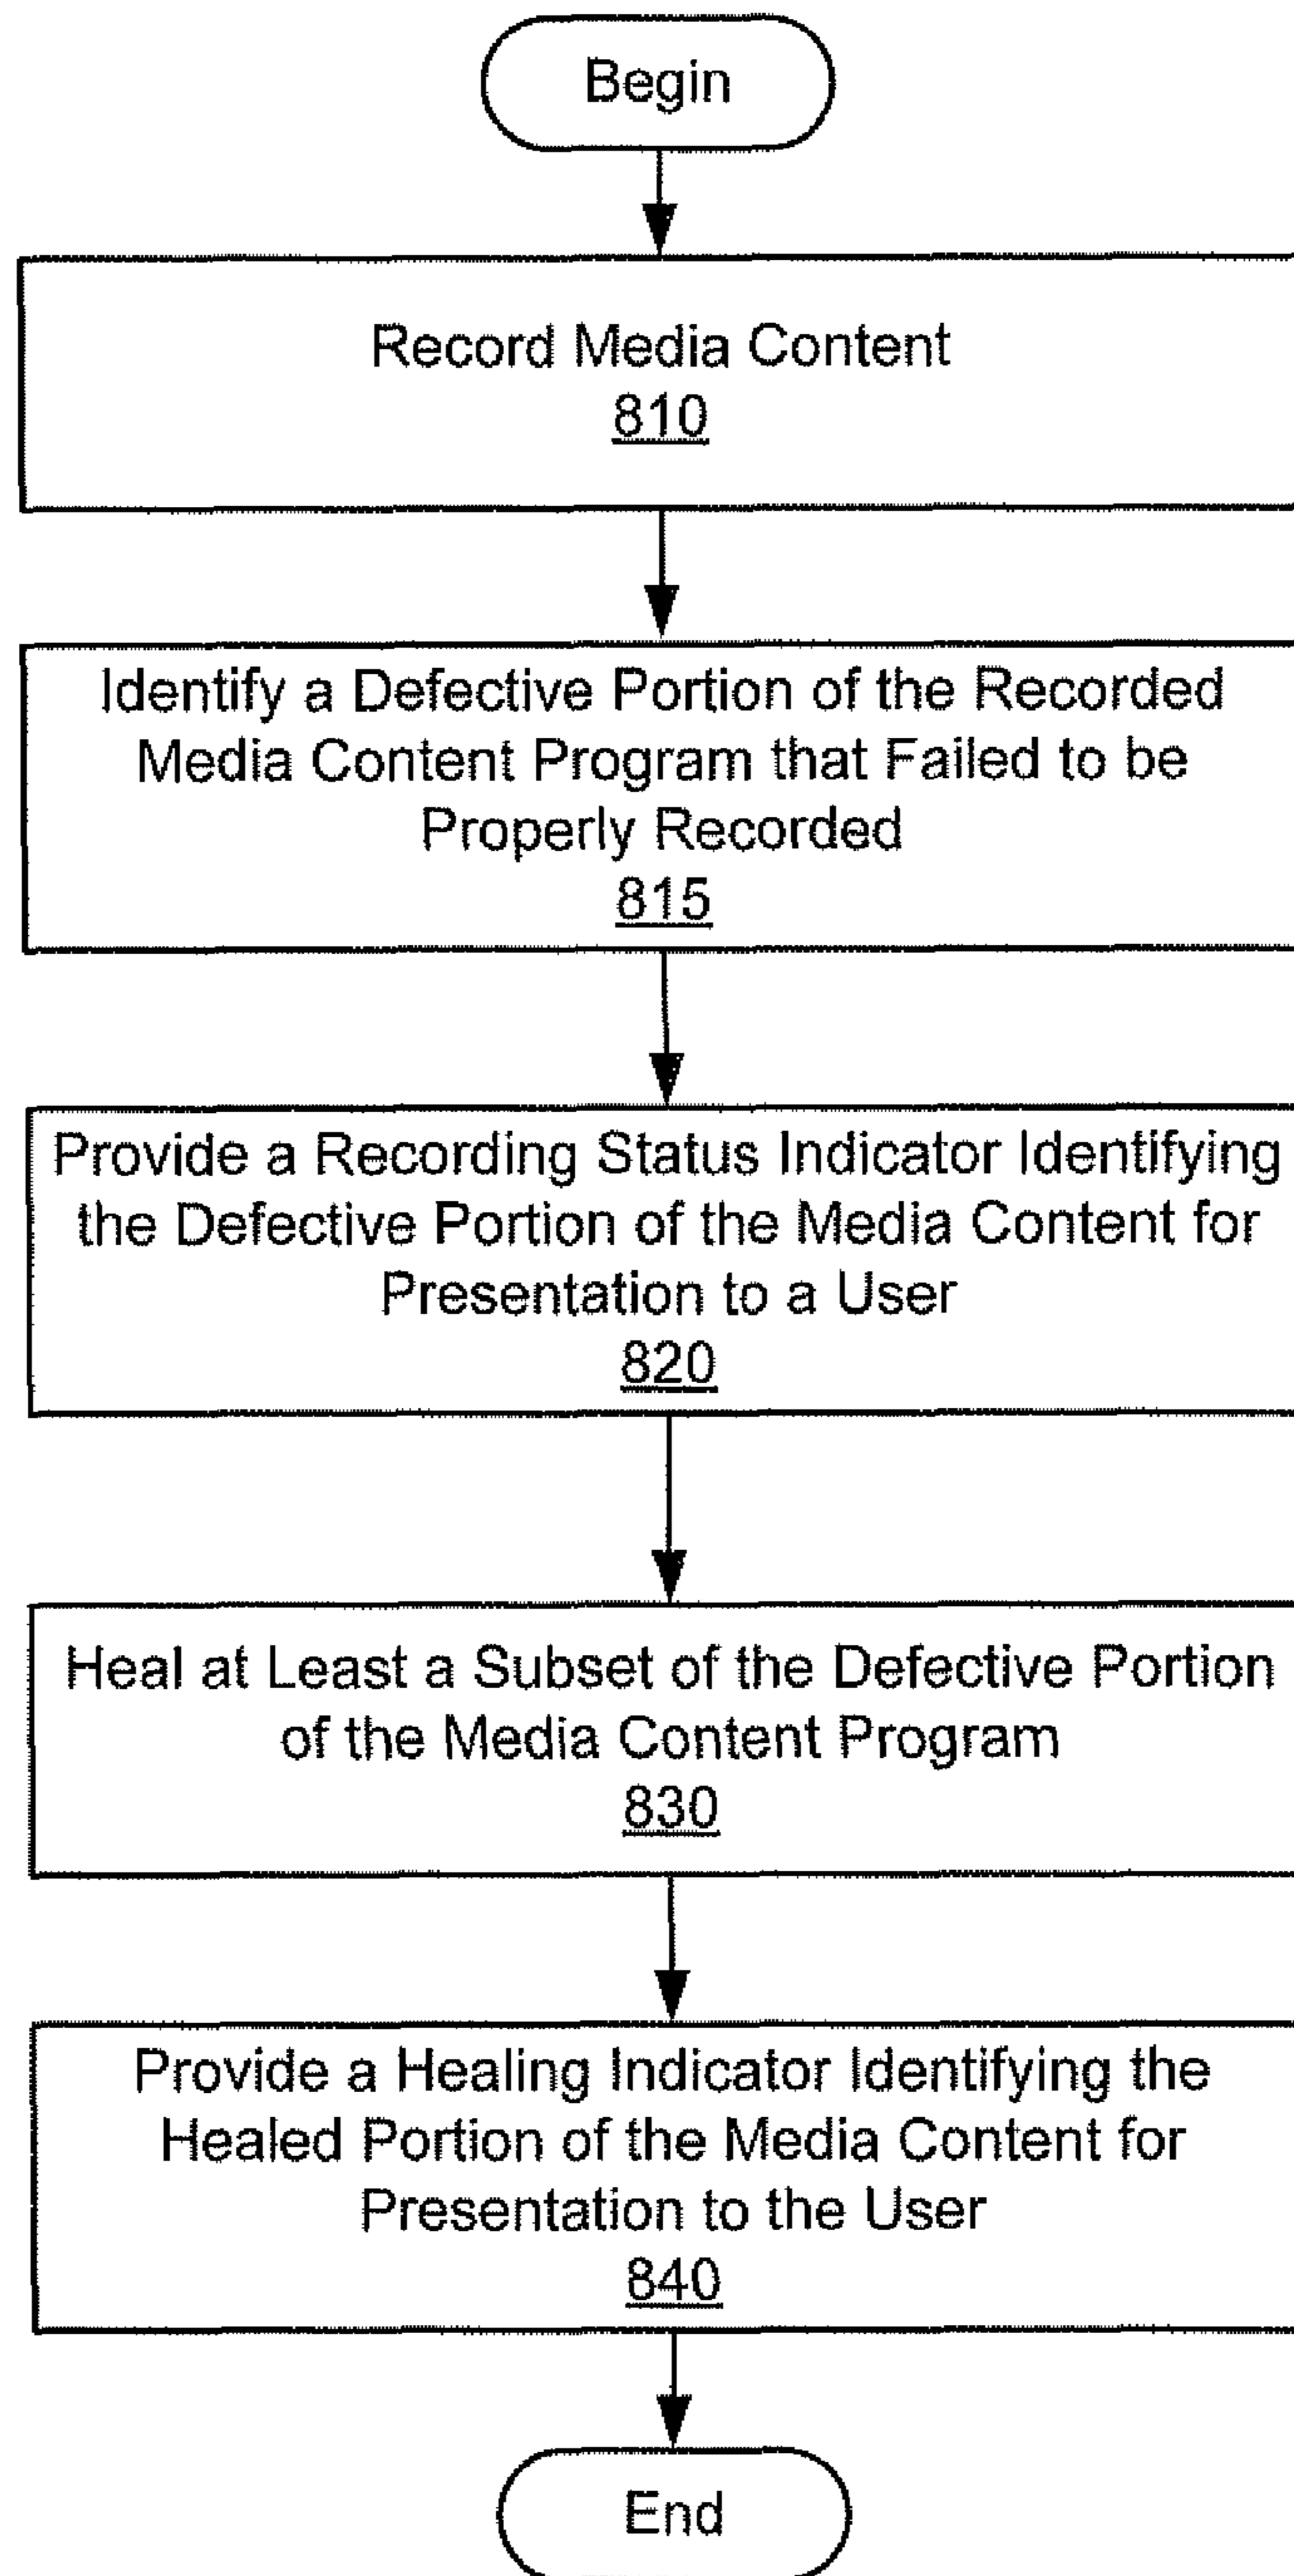 Begin
Record Media Content
810
Identify a Defective Portion of the Recorded
Media Content Program that Failed to be
Properly Recorded
815
Provide a Recording Status Indicator Identifying
the Defective Portion of the Media Content for
Presentation to a User
820
Heal at Least a Subset of the Defective Portion
of the Media Content Program
830
Provide a Healing Indicator Identifying the
Healed Portion of the Media Content for
Presentation to the User
840
End